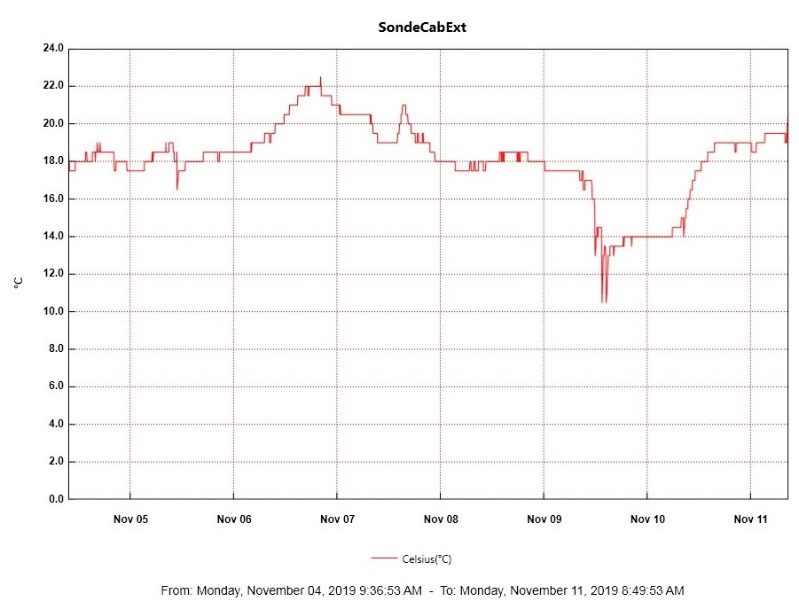 SondeCabExt
24.0
22.0
20.0
18.0
16.0
14.0
12.0
10.0
8.0
6.0
4.0
2.0
0.0
°C
Nov 05 Nov 06 Nov 07 Nov 08 Nov 09 Nov 10 Nov 11
Celsius(°C)
From: Monday, November 04, 2019 9:36:53 AM - To: Monday, November 11, 2019 8:49:53 AM